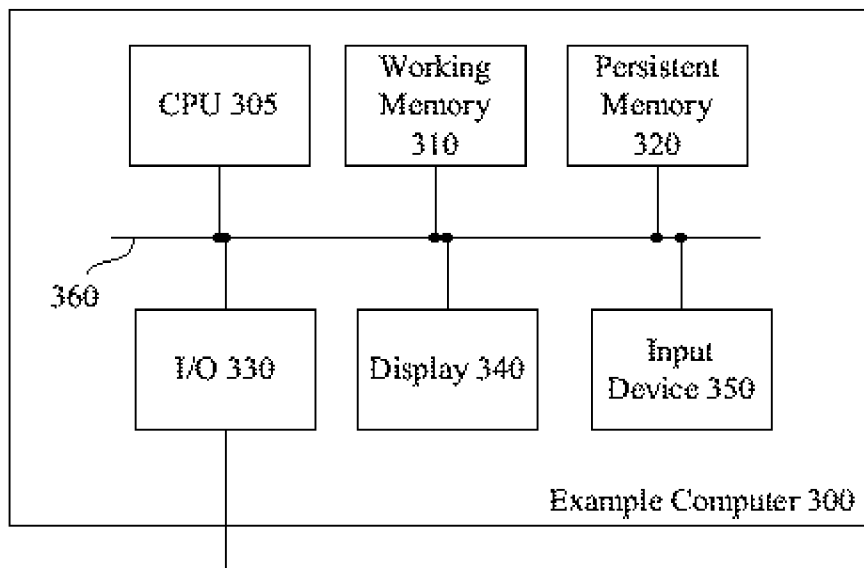 CPU 305
Working
Memory
310
Persistent
Memory
320
360
I/O 330
Display 340
Input
Device 350
Example Computer 300